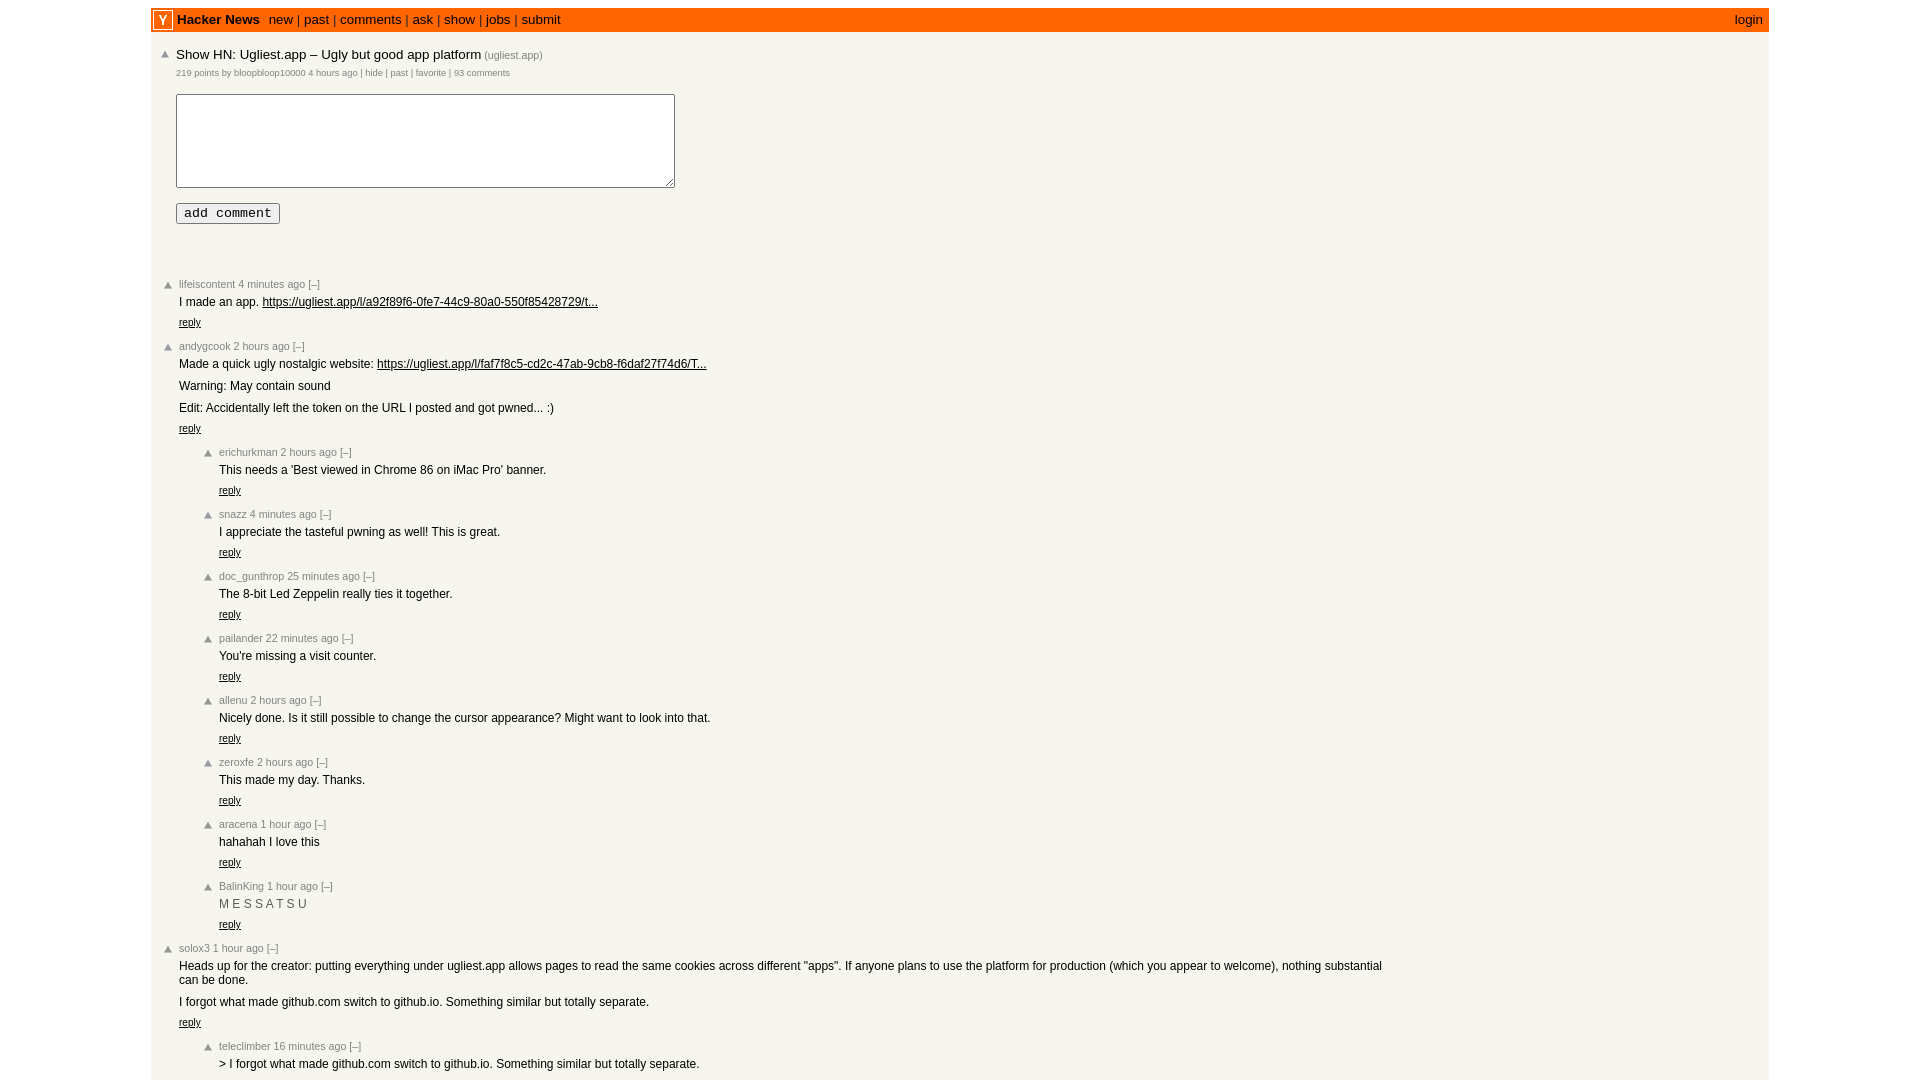 Y Hacker News new | past | comments | ask | show | jobs | submit login
Show HN: Ugliest.app – Ugly but good app platform (ugliest.app)
219 points by bloopbloop10000 4 hours ago | hide | past | favorite | 93 comments
add comment
lifeiscontent 4 minutes ago [–]
I made an app. https://ugliest.app/l/a92f89f6-0fe7-44c9-80a0-550f85428729/t...
reply
andygcook 2 hours ago [–]
Made a quick ugly nostalgic website: https://ugliest.app/l/faf7f8c5-cd2c-47ab-9cb8-f6daf27f74d6/T...
Warning: May contain sound
Edit: Accidentally left the token on the URL I posted and got pwned... :)
reply
erichurkman 2 hours ago [–]
This needs a 'Best viewed in Chrome 86 on iMac Pro' banner.
reply
snazz 4 minutes ago [–]
I appreciate the tasteful pwning as well! This is great.
reply
doc_gunthrop 25 minutes ago [–]
The 8-bit Led Zeppelin really ties it together.
reply
pailander 22 minutes ago [–]
You're missing a visit counter.
reply
allenu 2 hours ago [–]
Nicely done. Is it still possible to change the cursor appearance? Might want to look into that.
reply
zeroxfe 2 hours ago [–]
This made my day. Thanks.
reply
aracena 1 hour ago [–]
hahahah I love this
reply
BalinKing 1 hour ago [–]
M E S S A T S U
reply
solox3 1 hour ago [–]
Heads up for the creator: putting everything under ugliest.app allows pages to read the same cookies across different "apps". If anyone plans to use the platform for production (which you appear to welcome), nothing substantial
can be done.
I forgot what made github.com switch to github.io. Something similar but totally separate.
reply
teleclimber 16 minutes ago [–]
> I forgot what made github.com switch to github.io. Something similar but totally separate.